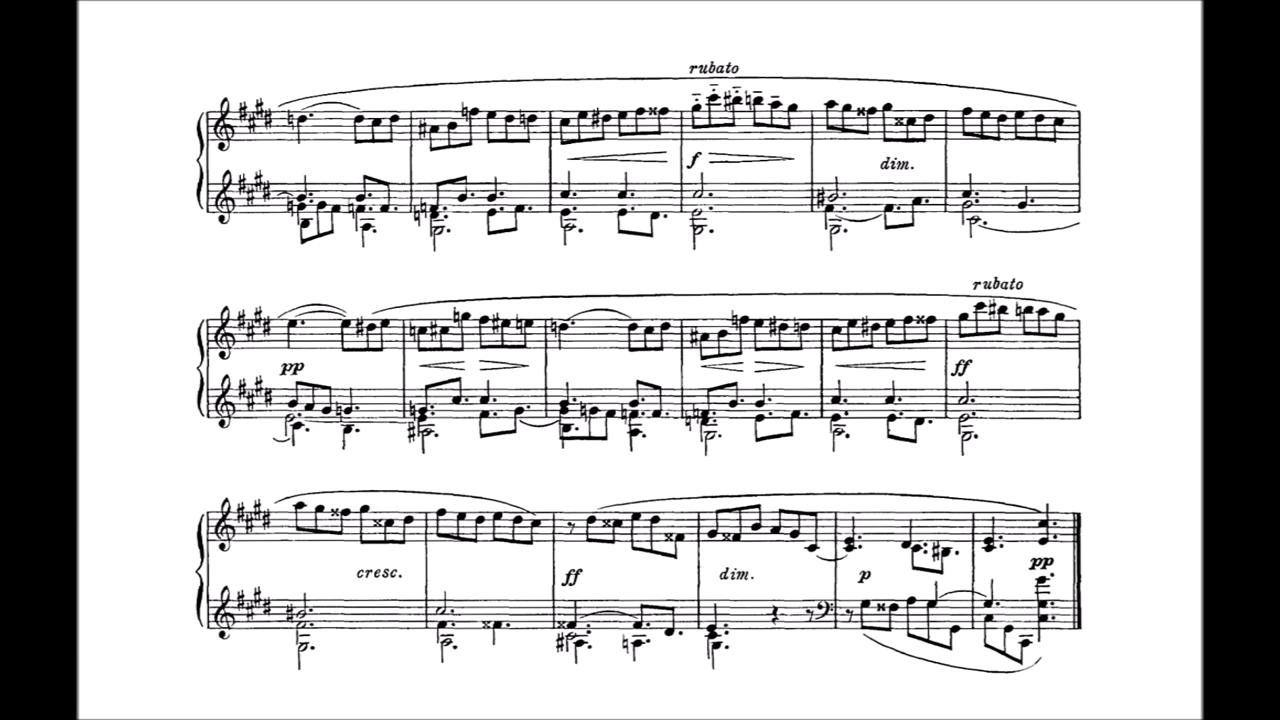 rubato
f dim.
rubato
pp ff
cresc. ff dim. p pp